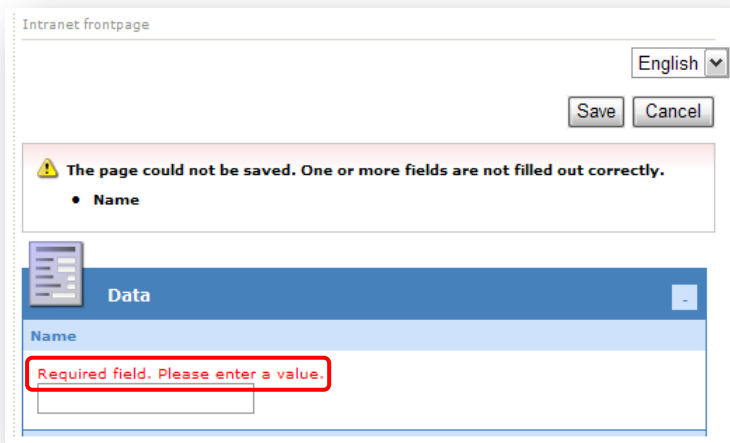 Intranet frontpage
English
Save Cancel
The page could not be saved. One or more fields are not filled out correctly.
• Name
Data -
Name
Required field. Please enter a value.